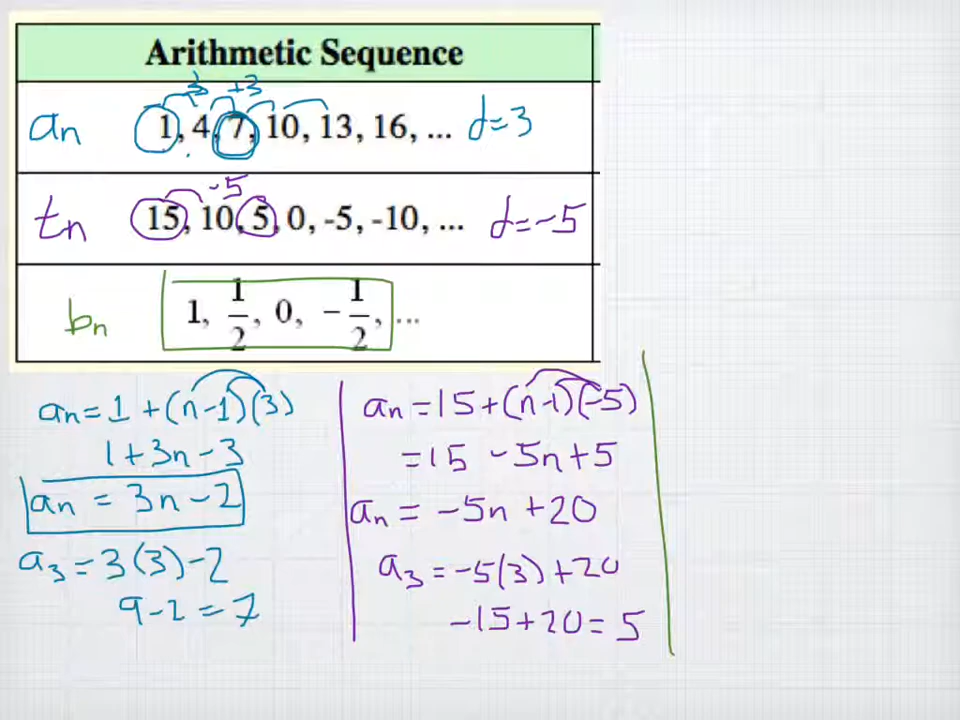 Arithmetic Sequence
3 +3
an 1, 4, 7, 10, 13, 16, ... d=3
-5
tn 15, 10, 5, 0, -5, -10, ... d=-5
bn 1, 1/2, 0, -1/2, ...
an=1+(n-1)(3)
1+3n-3
an = 3n-2
a3=3(3)-2
9-2=7
an=15+(n-1)(-5)
=15 -5n+5
an = -5n +20
a3=-5(3)+20
-15+20=5